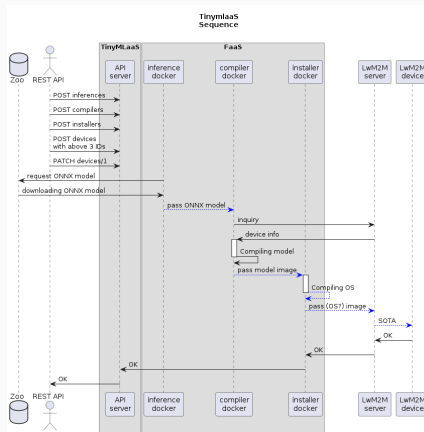 TinymlaaS
Sequence
TinyMLaaS
FaaS
Zoo
REST API
API
server
inference
docker
compiler
docker
installer
docker
LwM2M
server
LwM2M
device
POST inferences
POST compilers
POST installers
POST devices
with above 3 IDs
PATCH devices/1
request ONNX model
downloading ONNX model
pass ONNX model
inquiry
device info
Compiling model
pass model image
Compiling OS
pass (OS?) image
SOTA
OK
OK
OK
OK
Zoo
REST API
API
server
inference
docker
compiler
docker
installer
docker
LwM2M
server
LwM2M
device